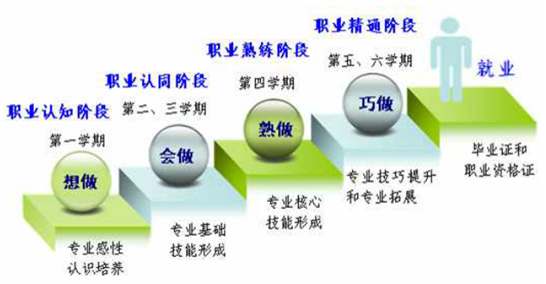 职业认知阶段
第一学期
想做
专业感性
认识培养
职业认同阶段
第二、三学期
会做
专业基础
技能形成
职业熟练阶段
第四学期
熟做
专业核心
技能形成
职业精通阶段
第五、六学期
巧做
专业技巧提升
和专业拓展
就业
毕业证和
职业资格证